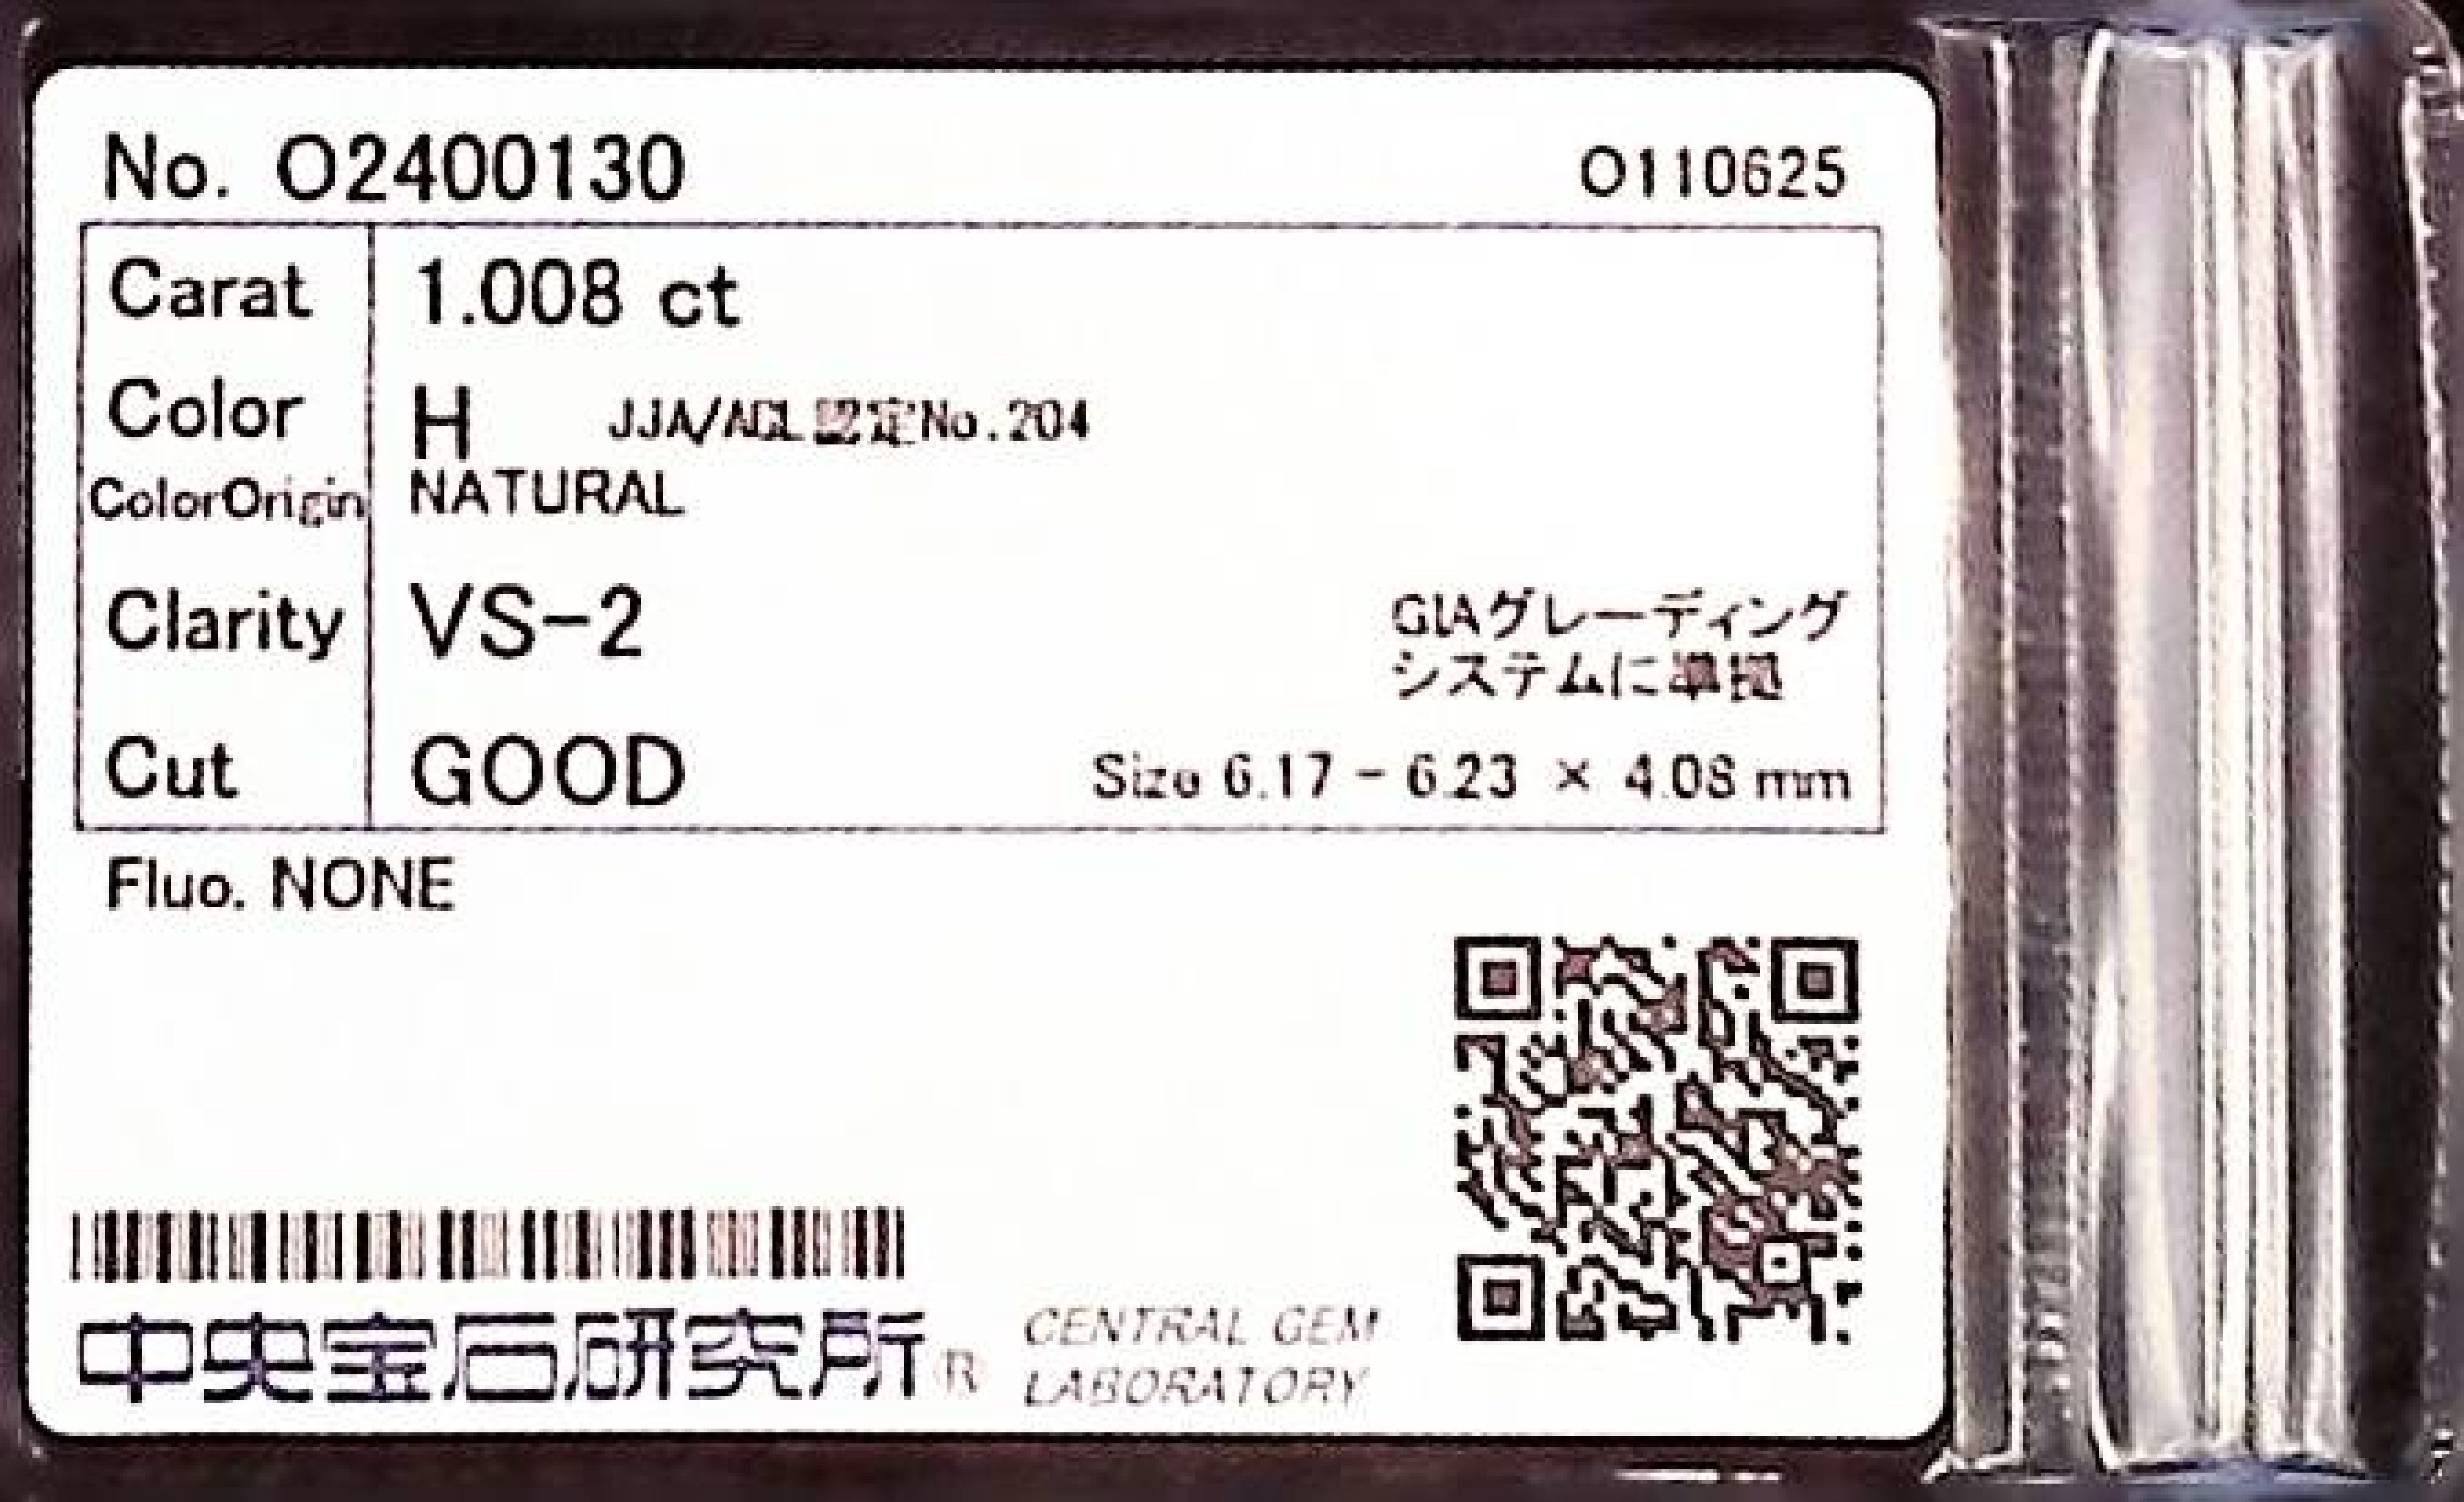 No. O2400130 O110625
Carat 1.008 ct
Color H JJA/AGL認定No.204
ColorOrigin NATURAL
Clarity VS-2
GIAグレーディング
システムに準拠
Cut GOOD Size 6.17 - 6.23 × 4.08 mm
Fluo. NONE
中央宝石研究所® CENTRAL GEM
LABORATORY